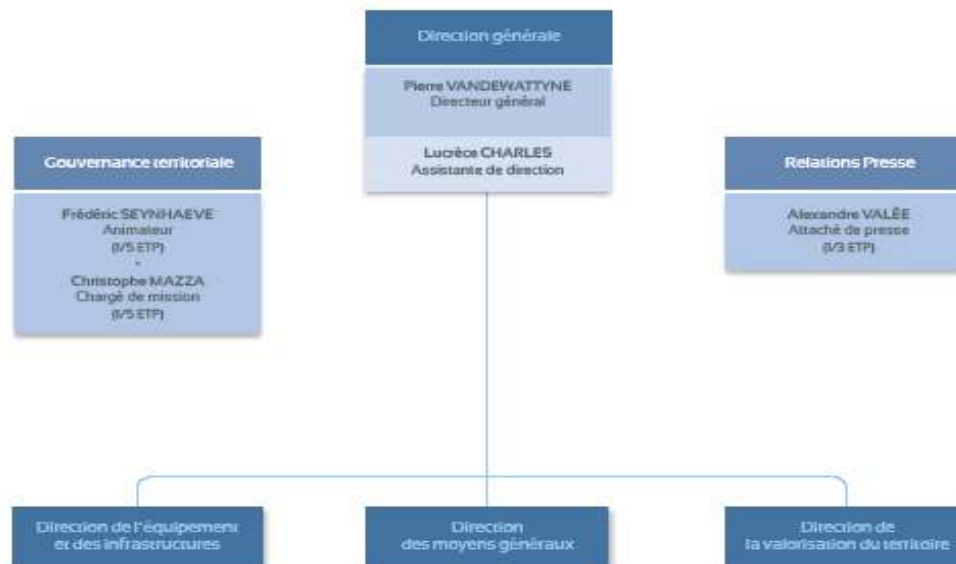 Direction générale
Pierre VANDEWATTYNE
Directeur général
Lucrèce CHARLES
Assistante de direction
Gouvernance territoriale
Frédéric SEYNHAEVE
Animateur
(1/5 ETP)
-
Christophe MAZZA
Chargé de mission
(1/5 ETP)
Relations Presse
Alexandre VALÉE
Attaché de presse
(1/3 ETP)
Direction de l'équipement
et des infrastructures
Direction
des moyens généraux
Direction de
la valorisation du territoire